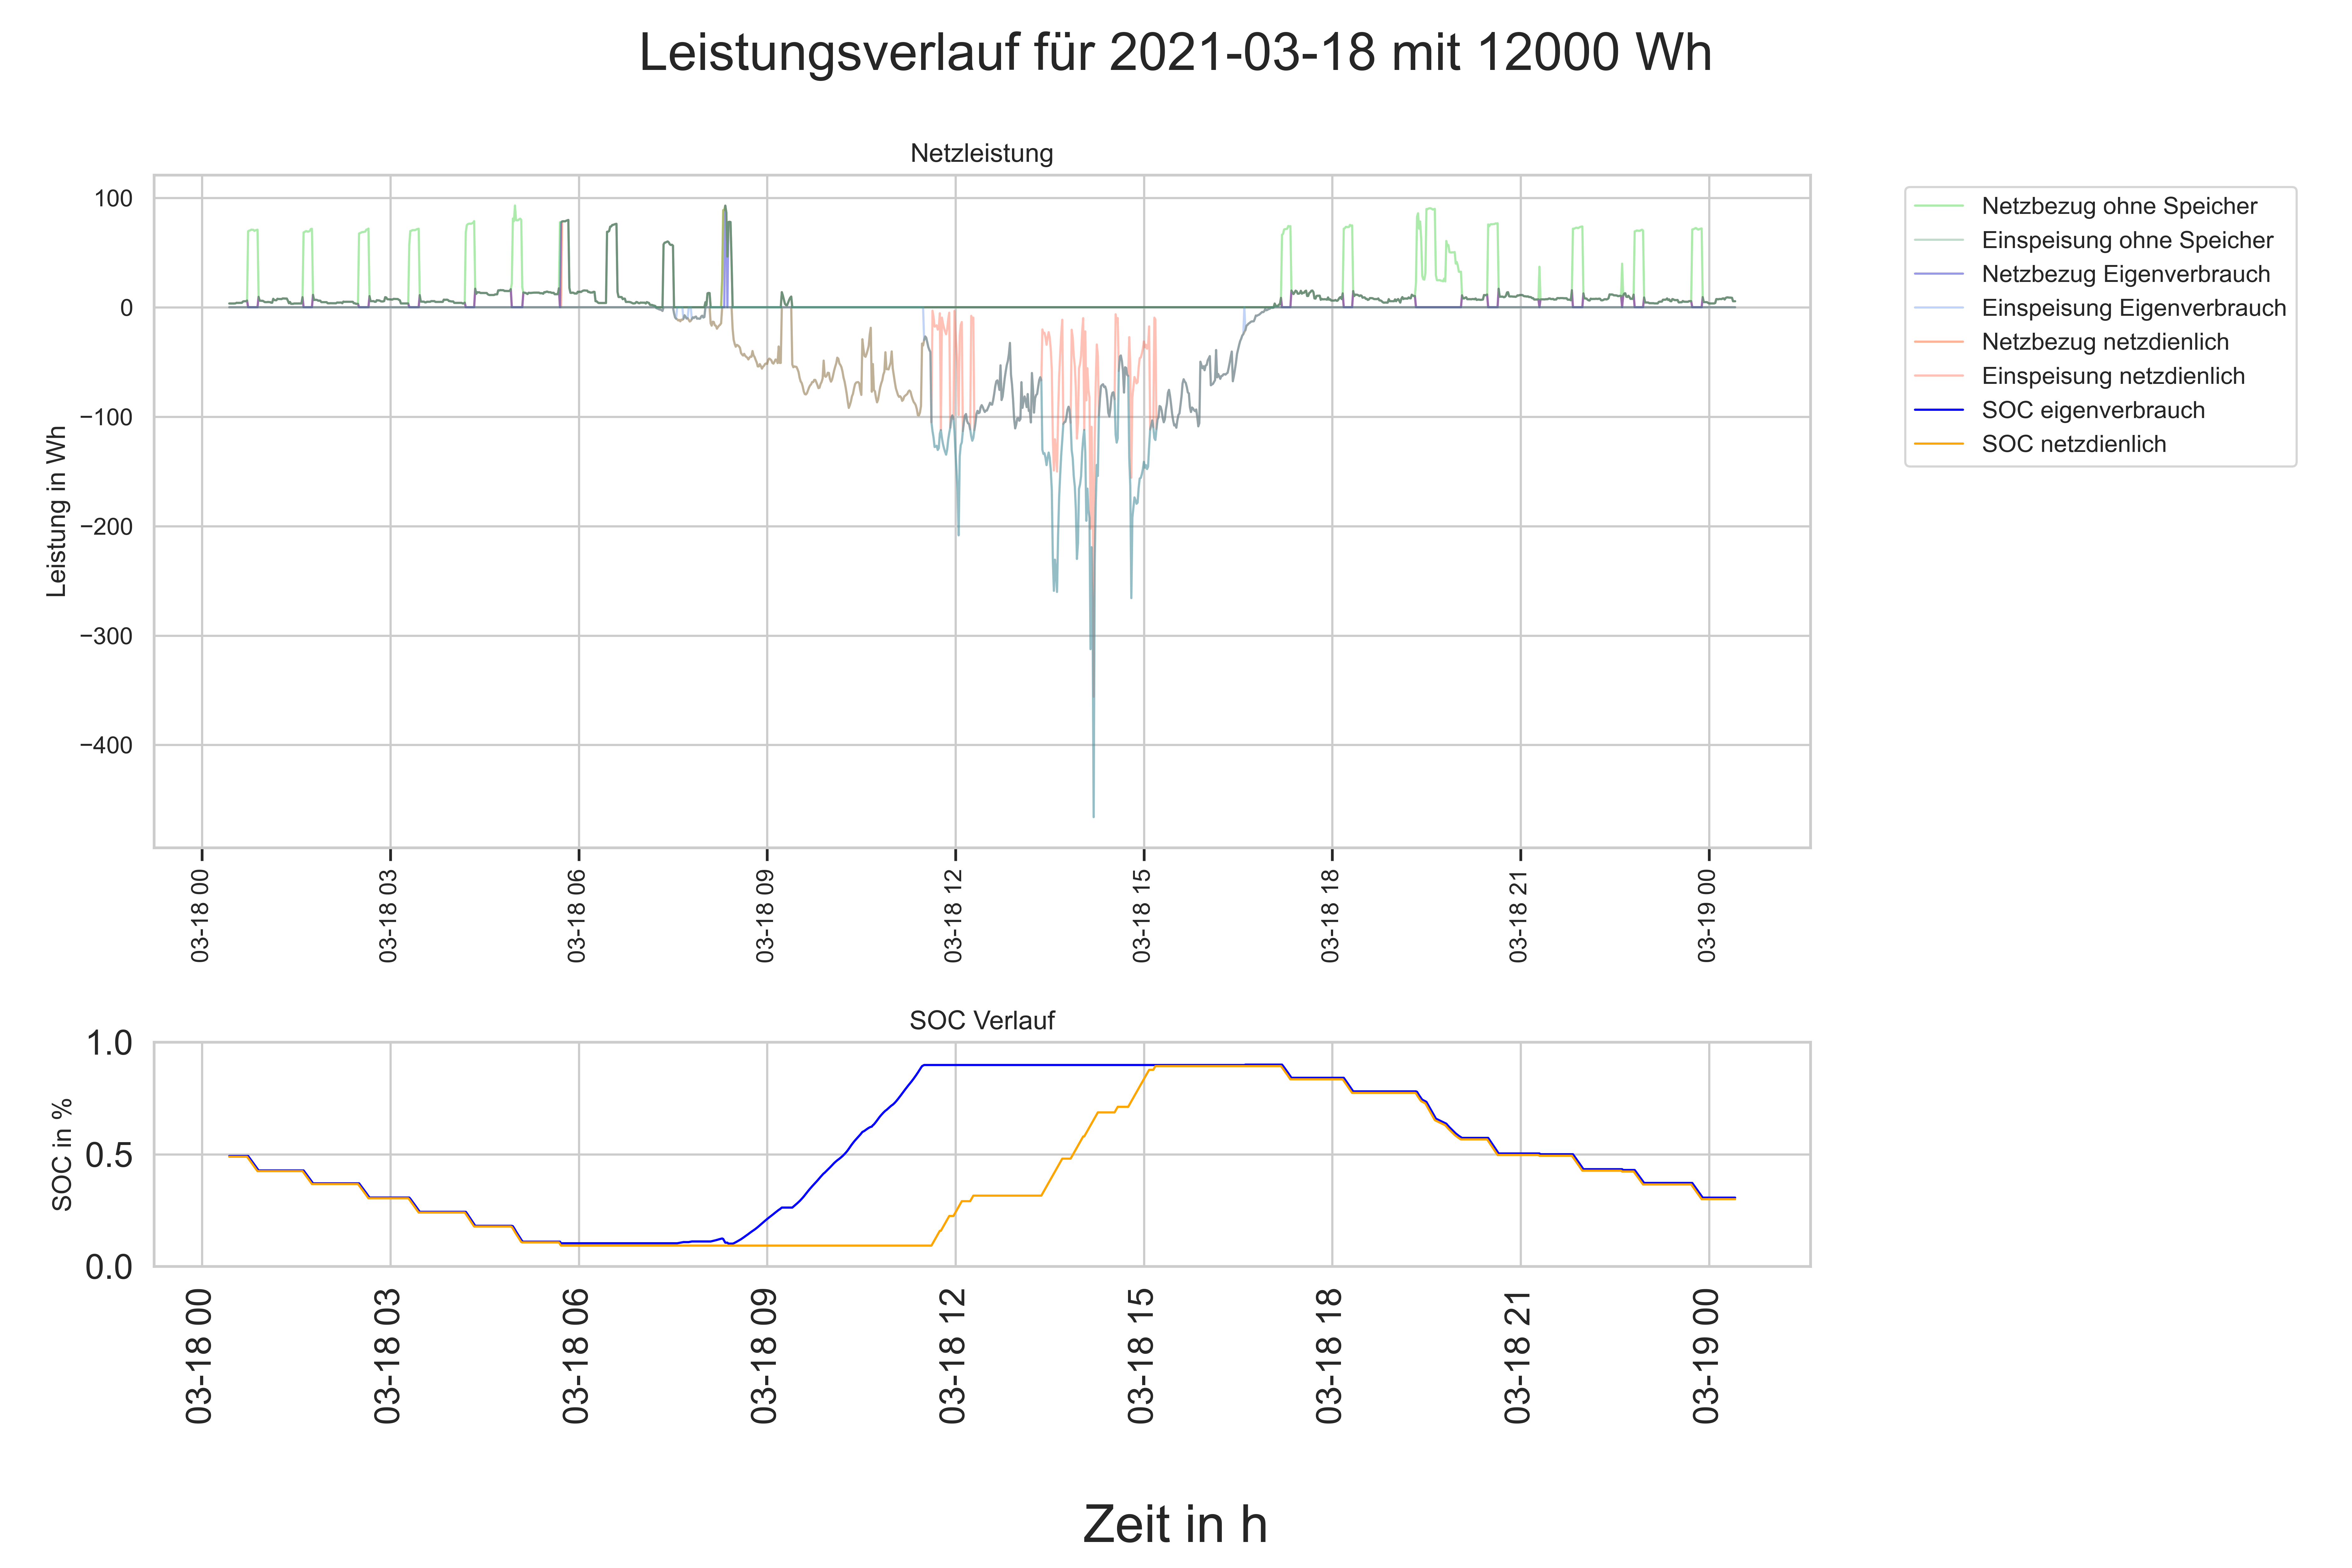 Leistungsverlauf für 2021-03-18 mit 12000 Wh
Netzleistung
Leistung in Wh
100
0
−100
−200
−300
−400
03-18 00
03-18 03
03-18 06
03-18 09
03-18 12
03-18 15
03-18 18
03-18 21
03-19 00
Netzbezug ohne Speicher
Einspeisung ohne Speicher
Netzbezug Eigenverbrauch
Einspeisung Eigenverbrauch
Netzbezug netzdienlich
Einspeisung netzdienlich
SOC eigenverbrauch
SOC netzdienlich
SOC Verlauf
SOC in %
1.0
0.5
0.0
03-18 00
03-18 03
03-18 06
03-18 09
03-18 12
03-18 15
03-18 18
03-18 21
03-19 00
Zeit in h